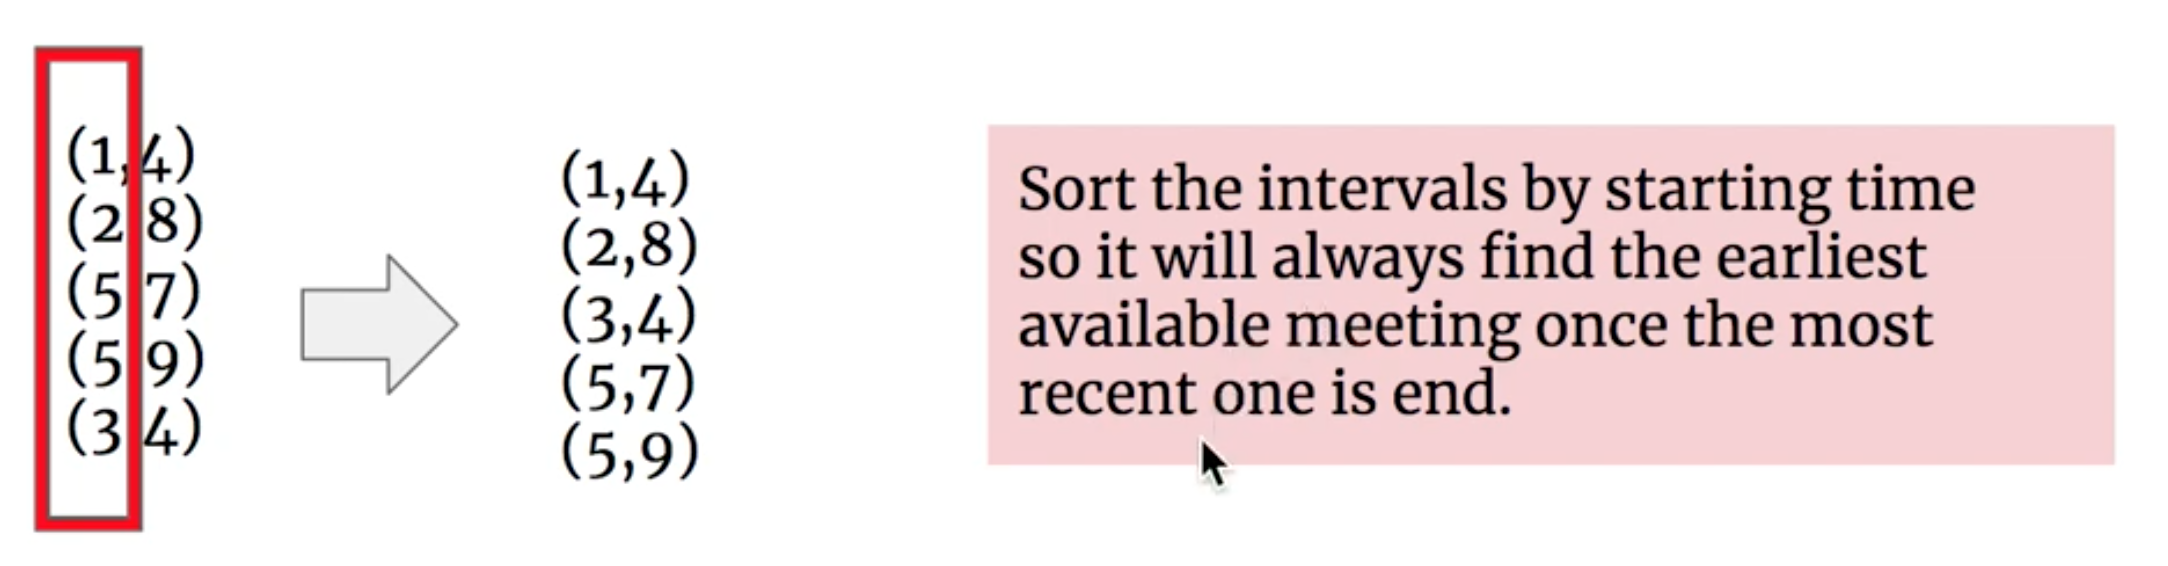 (1,4)
(2,8)
(5,7)
(5,9)
(3,4)
(1,4)
(2,8)
(3,4)
(5,7)
(5,9)
Sort the intervals by starting time
so it will always find the earliest
available meeting once the most
recent one is end.